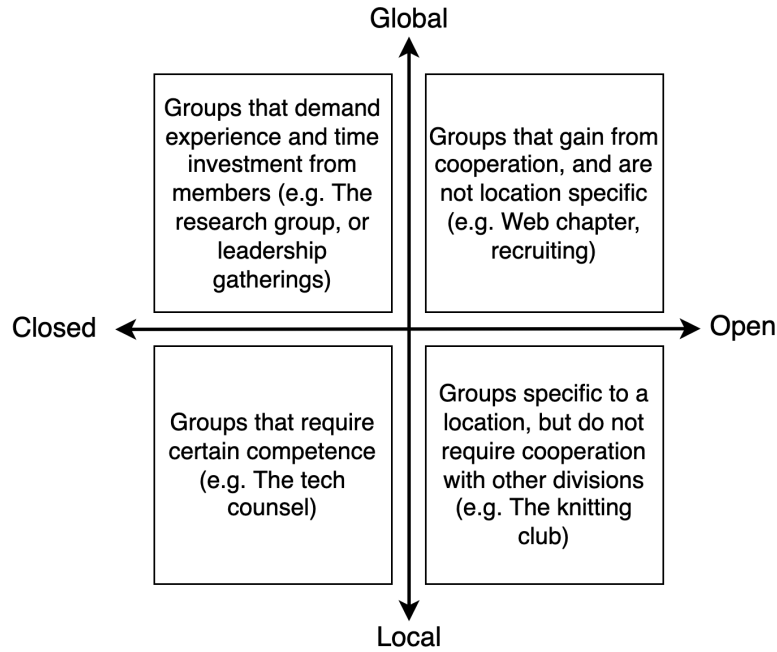 Global
Groups that demand
experience and time
investment from
members (e.g. The
research group, or
leadership
gatherings)
Groups that gain from
cooperation, and are
not location specific
(e.g. Web chapter,
recruiting)
Closed
Open
Groups that require
certain competence
(e.g. The tech
counsel)
Groups specific to a
location, but do not
require cooperation
with other divisions
(e.g. The knitting
club)
Local